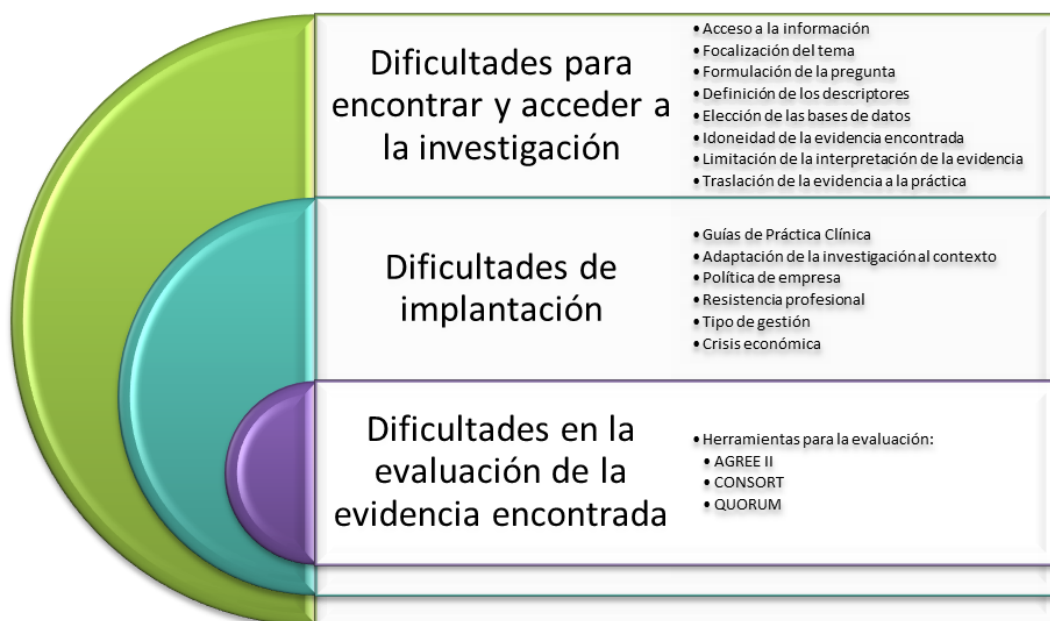 Dificultades para
encontrar y acceder a
la investigación
• Acceso a la información
• Focalización del tema
• Formulación de la pregunta
• Definición de los descriptores
• Elección de las bases de datos
• Idoneidad de la evidencia encontrada
• Limitación de la interpretación de la evidencia
• Traslación de la evidencia a la práctica
Dificultades de
implantación
• Guías de Práctica Clínica
• Adaptación de la investigación al contexto
• Política de empresa
• Resistencia profesional
• Tipo de gestión
• Crisis económica
Dificultades en la
evaluación de la
evidencia encontrada
• Herramientas para la evaluación:
• AGREE II
• CONSORT
• QUORUM